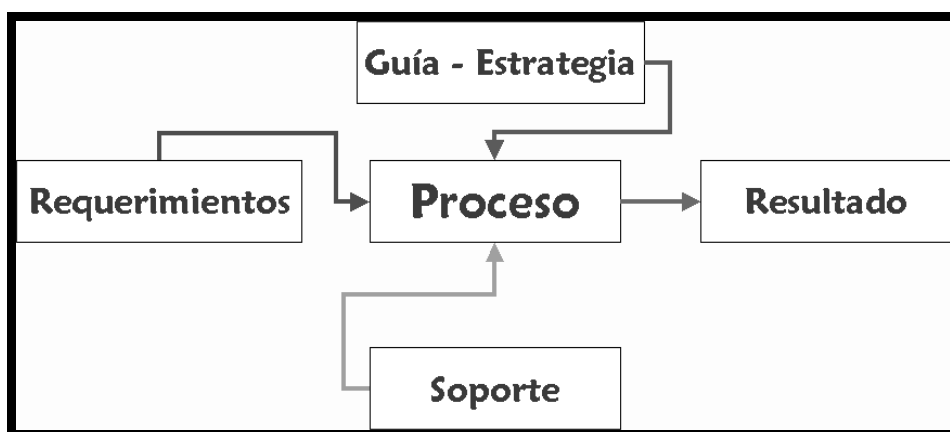 Guía - Estrategia
Requerimientos
Proceso
Resultado
Soporte